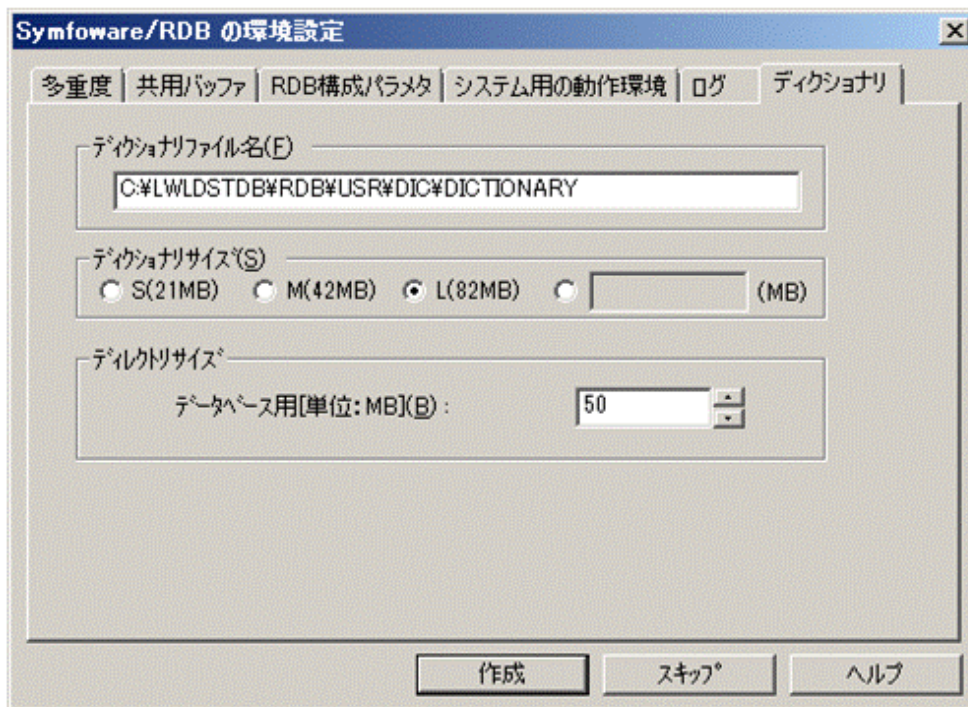 Symfoware/RDB の環境設定
多重度 共用バッファ RDB構成パラメタ システム用の動作環境 ログ ディクショナリ
ディクショナリファイル名(F)
C:¥LWLDSTDB¥RDB¥USR¥DIC¥DICTIONARY
ディクショナリサイズ(S)
S(21MB) M(42MB) L(82MB) (MB)
ディレクトリサイズ
データベース用[単位:MB](B) : 50
作成 スキップ ヘルプ